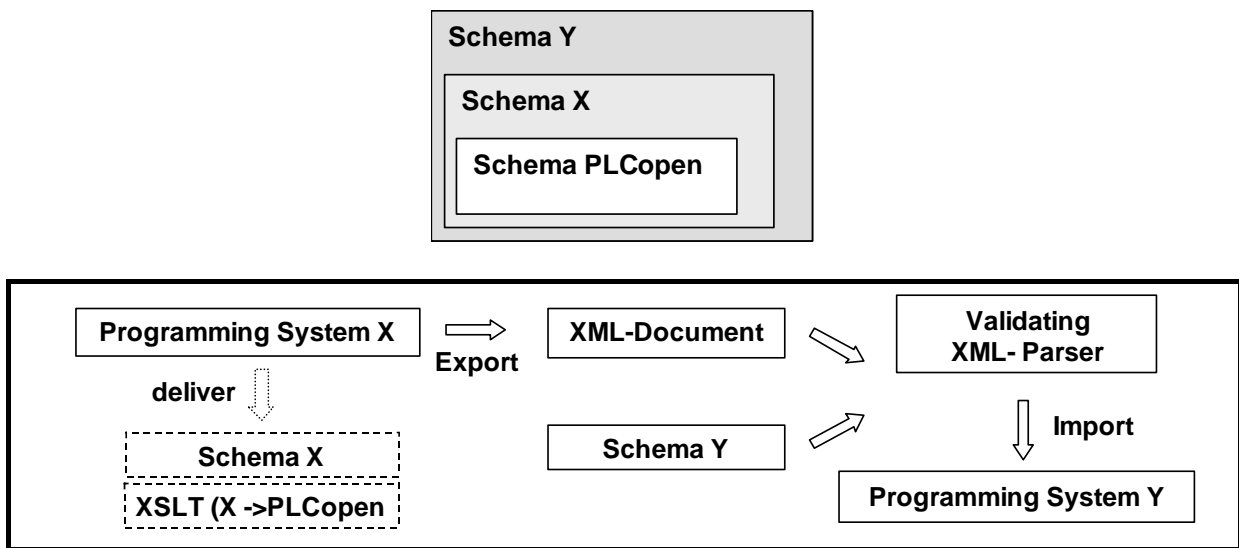 Schema Y
Schema X
Schema PLCopen
Programming System X
Export
XML-Document
Validating
XML- Parser
deliver
Schema X
XSLT (X ->PLCopen
Schema Y
Import
Programming System Y